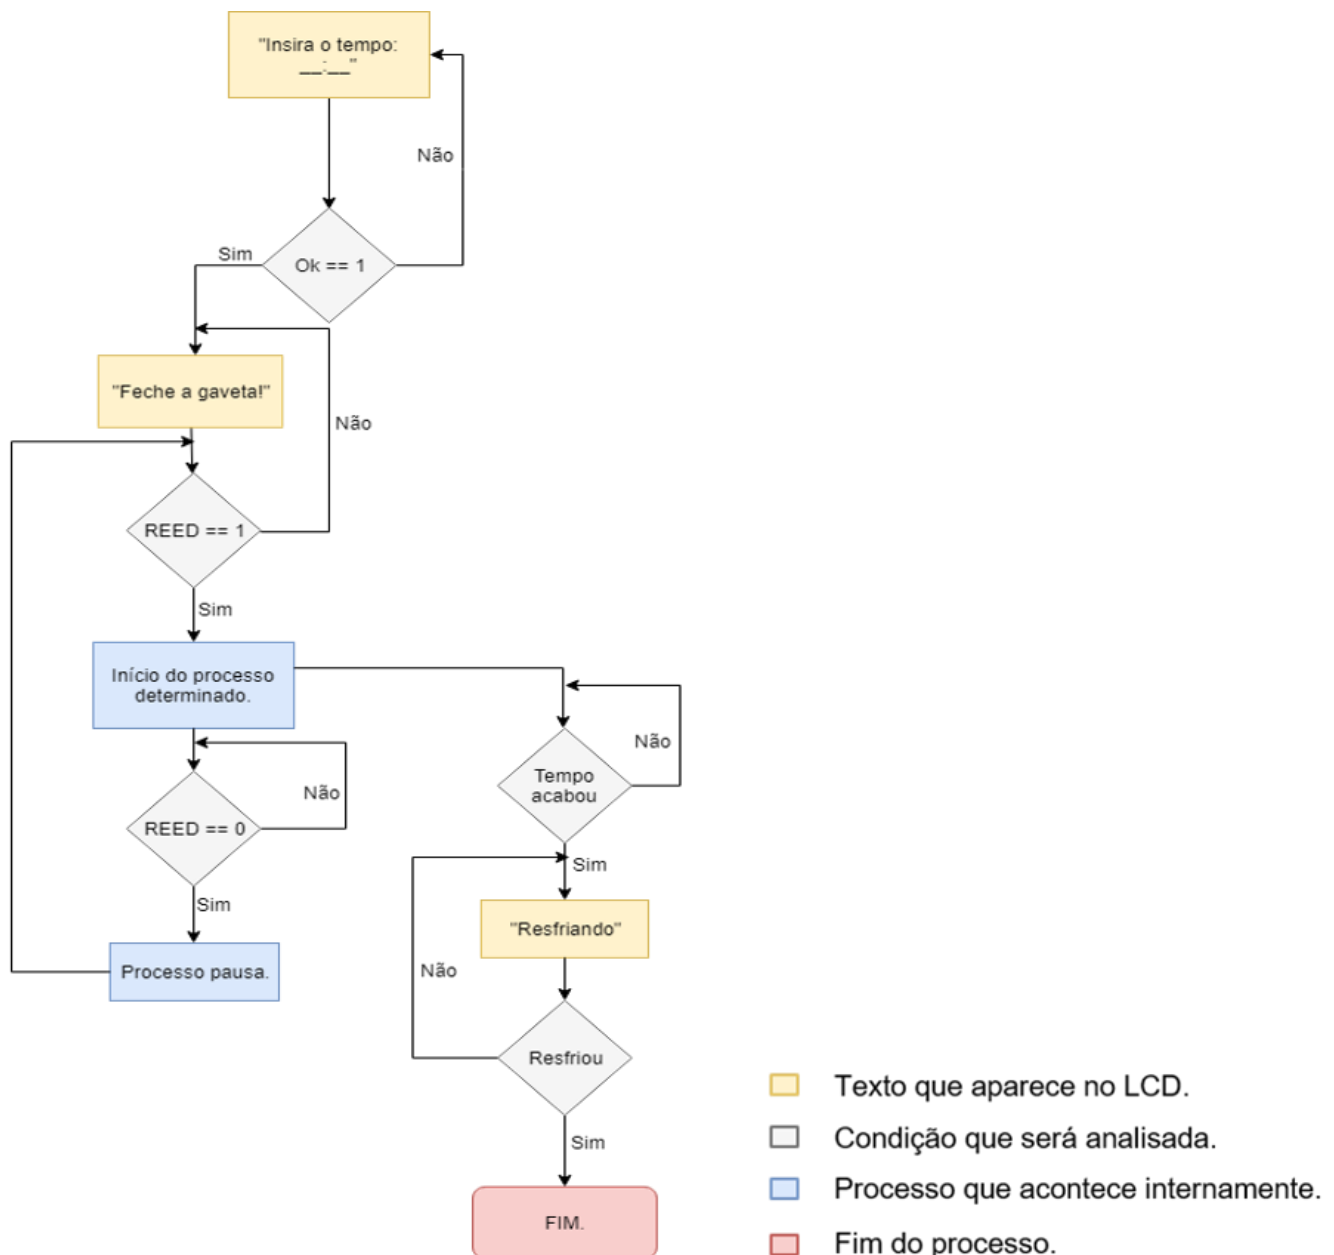 "Insira o tempo:
__:__"
Não
Sim
Ok == 1
"Feche a gaveta!"
Não
REED == 1
Sim
Início do processo
determinado.
Não
REED == 0
Sim
Processo pausa.
Não
Tempo
acabou
Sim
"Resfriando"
Não
Resfriou
Sim
FIM.
Texto que aparece no LCD.
Condição que será analisada.
Processo que acontece internamente.
Fim do processo.